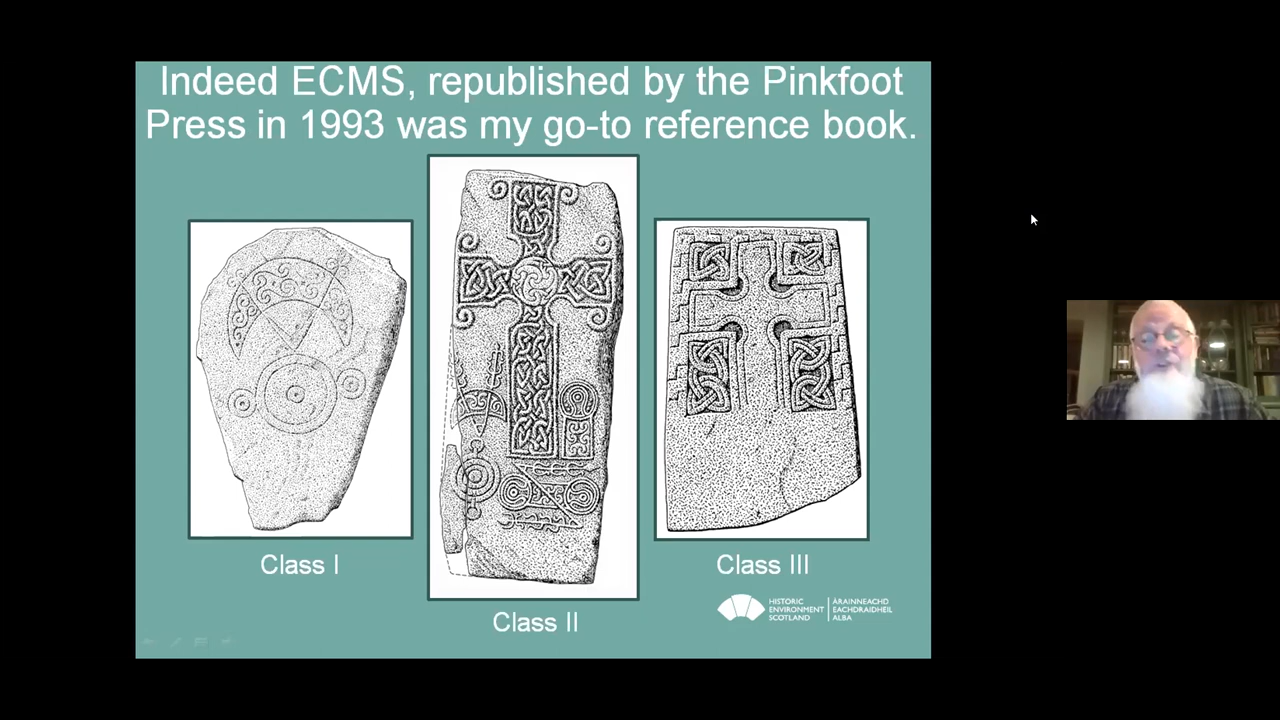 Indeed ECMS, republished by the Pinkfoot
Press in 1993 was my go-to reference book.
Class I
Class II
Class III
HISTORIC
ENVIRONMENT
SCOTLAND
ÀRAINNEACHD
EACHDRAIDHEIL
ALBA